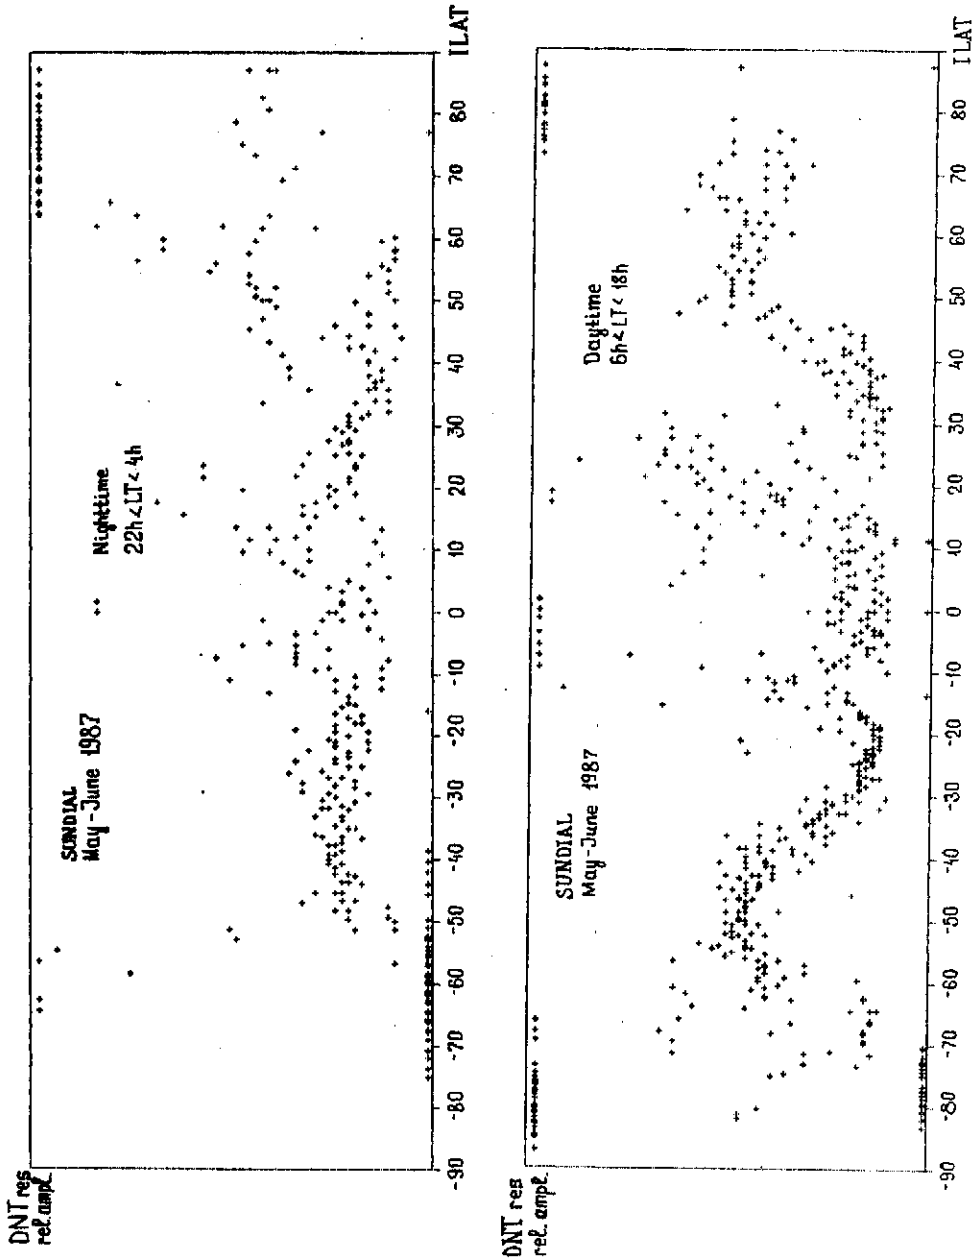 DNT res
rel. ampl.
SUNDIAL
May-June 1987
Nighttime
22h<LT<4h
-90 -80 -70 -60 -50 -40 -30 -20 -10 0 10 20 30 40 50 60 70 80 ILAT
DNT res
rel. ampl.
SUNDIAL
May-June 1987
Daytime
6h<LT<18h
-90 -80 -70 -60 -50 -40 -30 -20 -10 0 10 20 30 40 50 60 70 80 ILAT